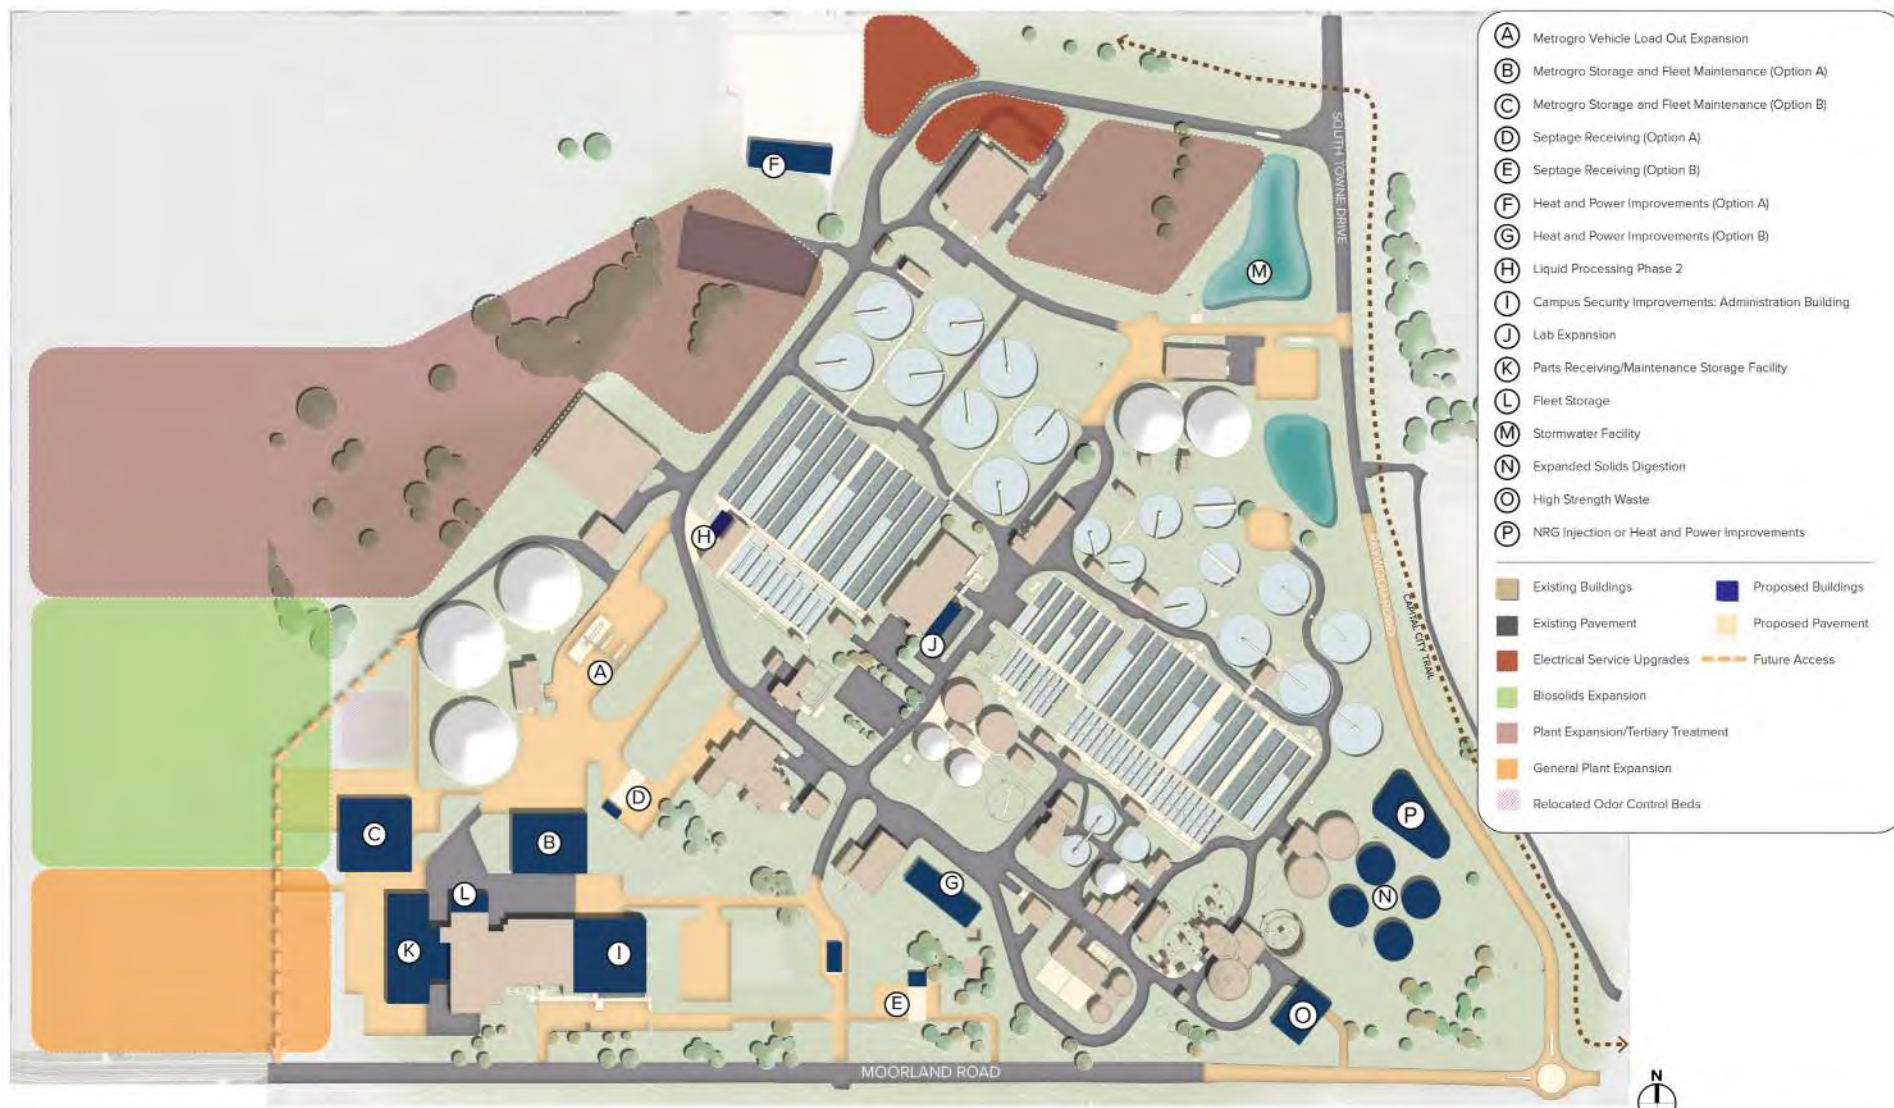 A Metrogro Vehicle Load Out Expansion
B Metrogro Storage and Fleet Maintenance (Option A)
C Metrogro Storage and Fleet Maintenance (Option B)
D Septage Receiving (Option A)
E Septage Receiving (Option B)
F Heat and Power Improvements (Option A)
G Heat and Power Improvements (Option B)
H Liquid Processing Phase 2
I Campus Security Improvements: Administration Building
J Lab Expansion
K Parts Receiving/Maintenance Storage Facility
L Fleet Storage
M Stormwater Facility
N Expanded Solids Digestion
O High Strength Waste
P NRG Injection or Heat and Power Improvements
Existing Buildings
Proposed Buildings
Existing Pavement
Proposed Pavement
Electrical Service Upgrades
Future Access
Biosolids Expansion
Plant Expansion/Tertiary Treatment
General Plant Expansion
Relocated Odor Control Beds
SOUTH TOWNE DRIVE
F
M
H
J
A
CAPITAL CITY TRAIL
D
C
B
P
L
G
N
K
I
E
O
MOORLAND ROAD
N